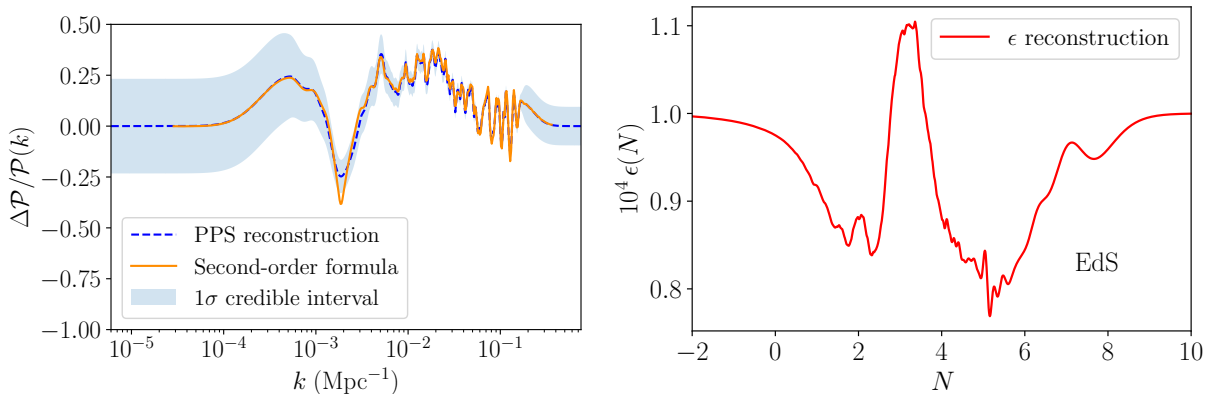 0.50
0.25
0.00
−0.25
−0.50
−0.75
−1.00
ΔP/P(k)
PPS reconstruction
Second-order formula
1σ credible interval
10⁻⁵ 10⁻⁴ 10⁻³ 10⁻² 10⁻¹
k (Mpc⁻¹)
1.1
1.0
0.9
0.8
10⁴ ϵ(N)
ϵ reconstruction
EdS
−2 0 2 4 6 8 10
N